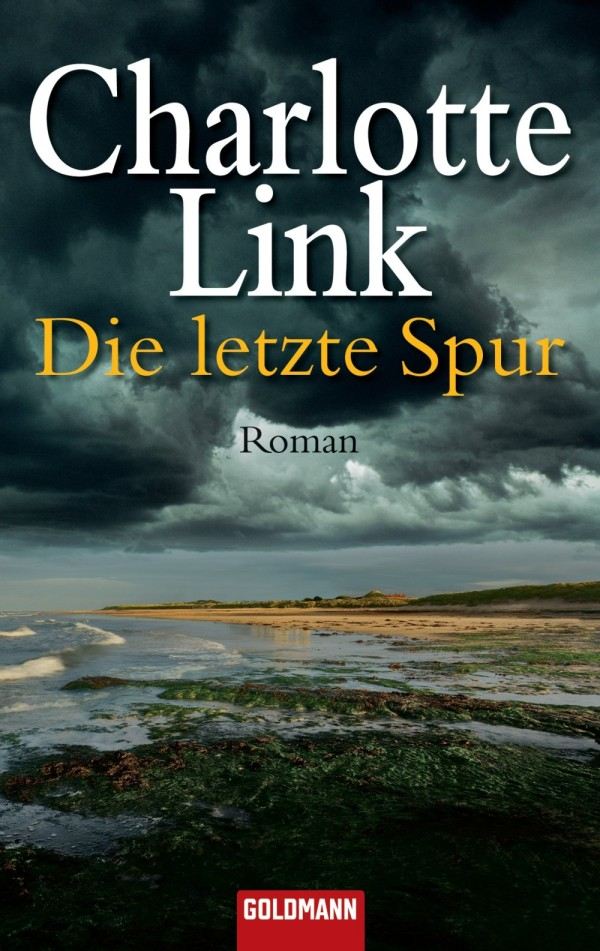 Charlotte
Link
Die letzte Spur
Roman
GOLDMANN